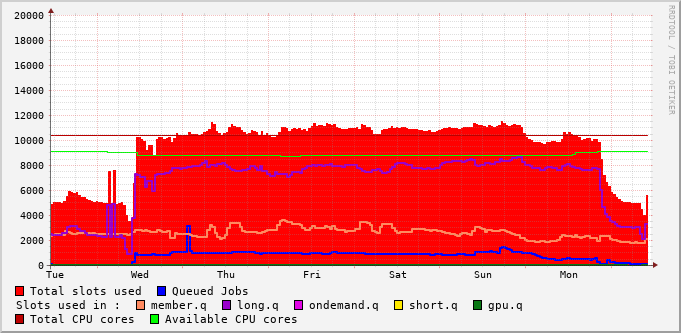 20000
18000
16000
14000
12000
10000
8000
6000
4000
2000
0
Tue Wed Thu Fri Sat Sun Mon
Total slots used Queued Jobs
Slots used in : member.q long.q ondemand.q short.q gpu.q
Total CPU cores Available CPU cores
RRDTOOL / TOBI OETIKER